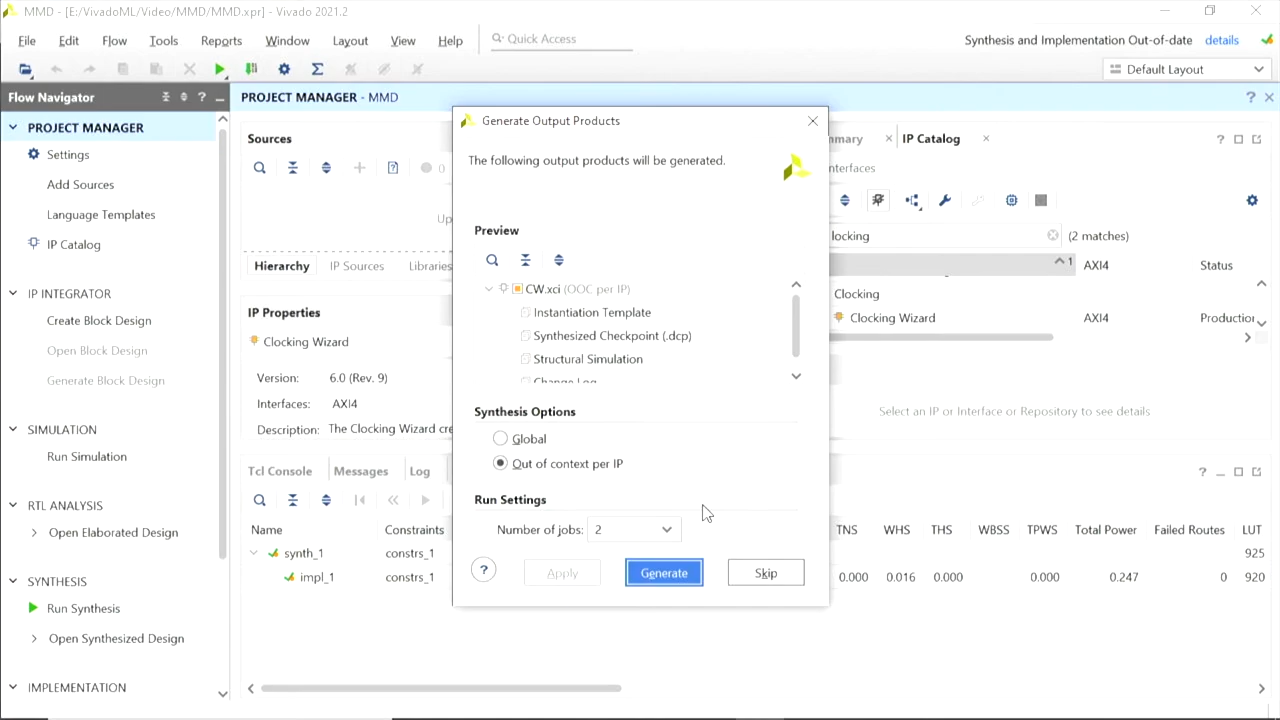 MMD - [E:/VivadoML/Video/MMD/MMD.xpr] - Vivado 2021.2
File Edit Flow Tools Reports Window Layout View Help Quick Access
Synthesis and Implementation Out-of-date details
Default Layout
Flow Navigator
PROJECT MANAGER - MMD
PROJECT MANAGER
Settings
Add Sources
Language Templates
IP Catalog
IP INTEGRATOR
Create Block Design
Open Block Design
Generate Block Design
SIMULATION
Run Simulation
RTL ANALYSIS
Open Elaborated Design
SYNTHESIS
Run Synthesis
Open Synthesized Design
IMPLEMENTATION
Sources
0
Up
Hierarchy IP Sources Libraries
IP Properties
Clocking Wizard
Version: 6.0 (Rev. 9)
Interfaces: AXI4
Description: The Clocking Wizard cre
Generate Output Products
The following output products will be generated.
Preview
CW.xci (OOC per IP)
Instantiation Template
Synthesized Checkpoint (.dcp)
Structural Simulation
Change Log
Synthesis Options
Global
Out of context per IP
Run Settings
Number of jobs: 2
? Apply Generate Skip
mmary IP Catalog
nterfaces
locking (2 matches)
1 AXI4 Status
Clocking
Clocking Wizard AXI4 Production
Select an IP or Interface or Repository to see details
Tcl Console Messages Log
Name Constraints TNS WHS THS WBSS TPWS Total Power Failed Routes LUT
synth_1 constrs_1 925
impl_1 constrs_1 0.000 0.016 0.000 0.000 0.247 0 920